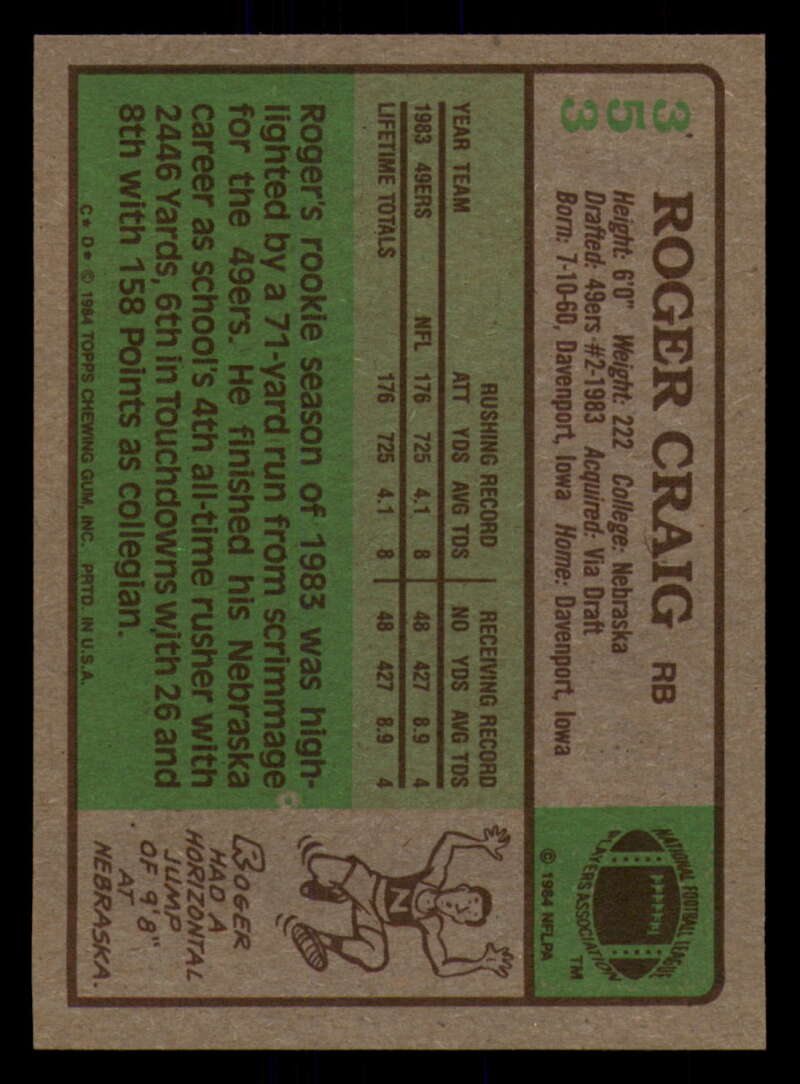 353
ROGER CRAIG RB
Height: 6'0" Weight: 222 College: Nebraska
Drafted: 49ers #2-1983 Acquired: Via Draft
Born: 7-10-60, Davenport, Iowa Home: Davenport, Iowa
NATIONAL FOOTBALL LEAGUE
PLAYERS ASSOCIATION
TM
© 1984 NFLPA
RUSHING RECORD RECEIVING RECORD
YEAR TEAM ATT YDS AVG TDS NO YDS AVG TDS
1983 49ERS NFL 176 725 4.1 8 48 427 8.9 4
LIFETIME TOTALS 176 725 4.1 8 48 427 8.9 4
Roger's rookie season of 1983 was high-
lighted by a 71-yard run from scrimmage
for the 49ers. He finished his Nebraska
career as school's 4th all-time rusher with
2446 Yards, 6th in Touchdowns with 26 and
8th with 158 Points as collegian.
C* D* © 1984 TOPPS CHEWING GUM, INC. PRTD. IN U.S.A.
N
ROGER
HAD A
HORIZONTAL
JUMP
OF 9'8"
AT
NEBRASKA.